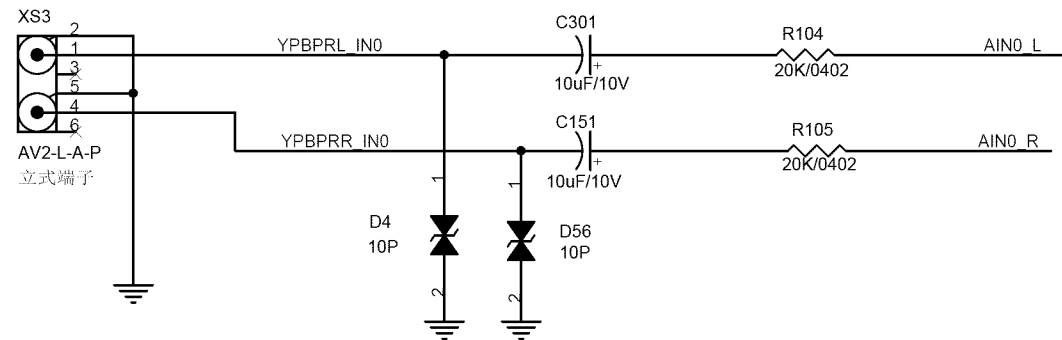 XS3
2
1
3
5
4
6
AV2-L-A-P
立式端子
YPBPRL_IN0
C301
+
10uF/10V
R104
20K/0402
AIN0_L
YPBPRR_IN0
C151
+
10uF/10V
R105
20K/0402
AIN0_R
1
D4
10P
2
1
D56
10P
2